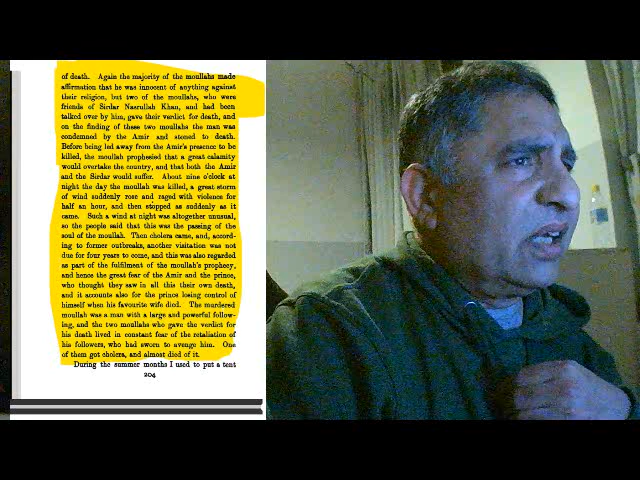 of death. Again the majority of the moullahs made
affirmation that he was innocent of anything against
their religion, but two of the moullahs, who were
friends of Sirdar Nasrullah Khan, and had been
talked over by him, gave their verdict for death, and
on the finding of these two moullahs the man was
condemned by the Amir and stoned to death.
Before being led away from the Amir's presence to be
killed, the moullah prophesied that a great calamity
would overtake the country, and that both the Amir
and the Sirdar would suffer. About nine o'clock at
night the day the moullah was killed, a great storm
of wind suddenly rose and raged with violence for
half an hour, and then stopped as suddenly as it
came. Such a wind at night was altogether unusual,
so the people said that this was the passing of the
soul of the moullah. Then cholera came, and, accord-
ing to former outbreaks, another visitation was not
due for four years to come, and this was also regarded
as part of the fulfilment of the moullah's prophecy,
and hence the great fear of the Amir and the prince,
who thought they saw in all this their own death,
and it accounts also for the prince losing control of
himself when his favourite wife died. The murdered
moullah was a man with a large and powerful follow-
ing, and the two moullahs who gave the verdict for
his death lived in constant fear of the retaliation of
his followers, who had sworn to avenge him. One
of them got cholera, and almost died of it.
During the summer months I used to put a tent
204